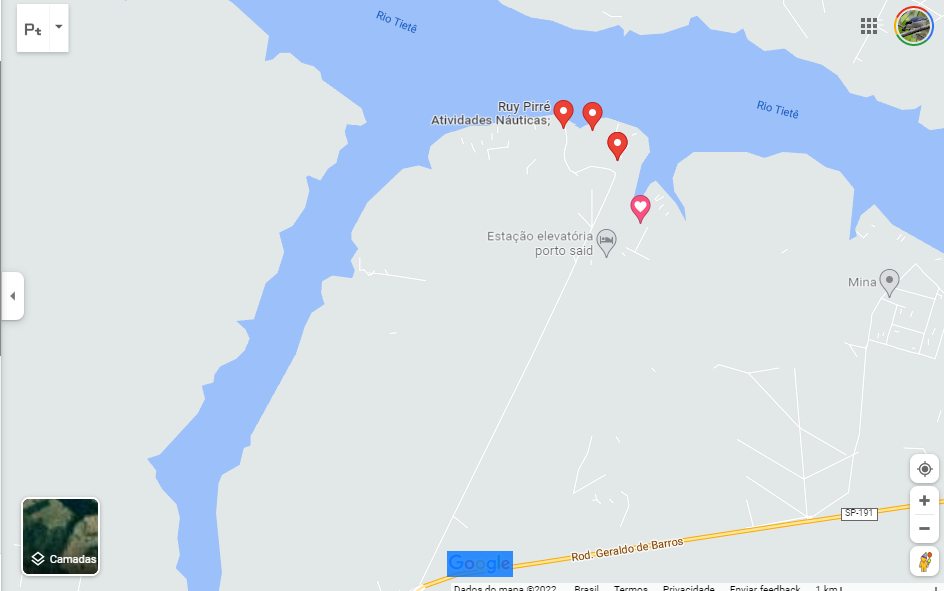 Pt
Rio Tietê
Ruy Pirré
Atividades Náuticas;
Rio Tietê
Estação elevatória
porto said
Mina
SP-191
Rod. Geraldo de Barros
Camadas
Google
Dados do mapa ©2022 Brasil Termos Privacidade Enviar feedback 1 km